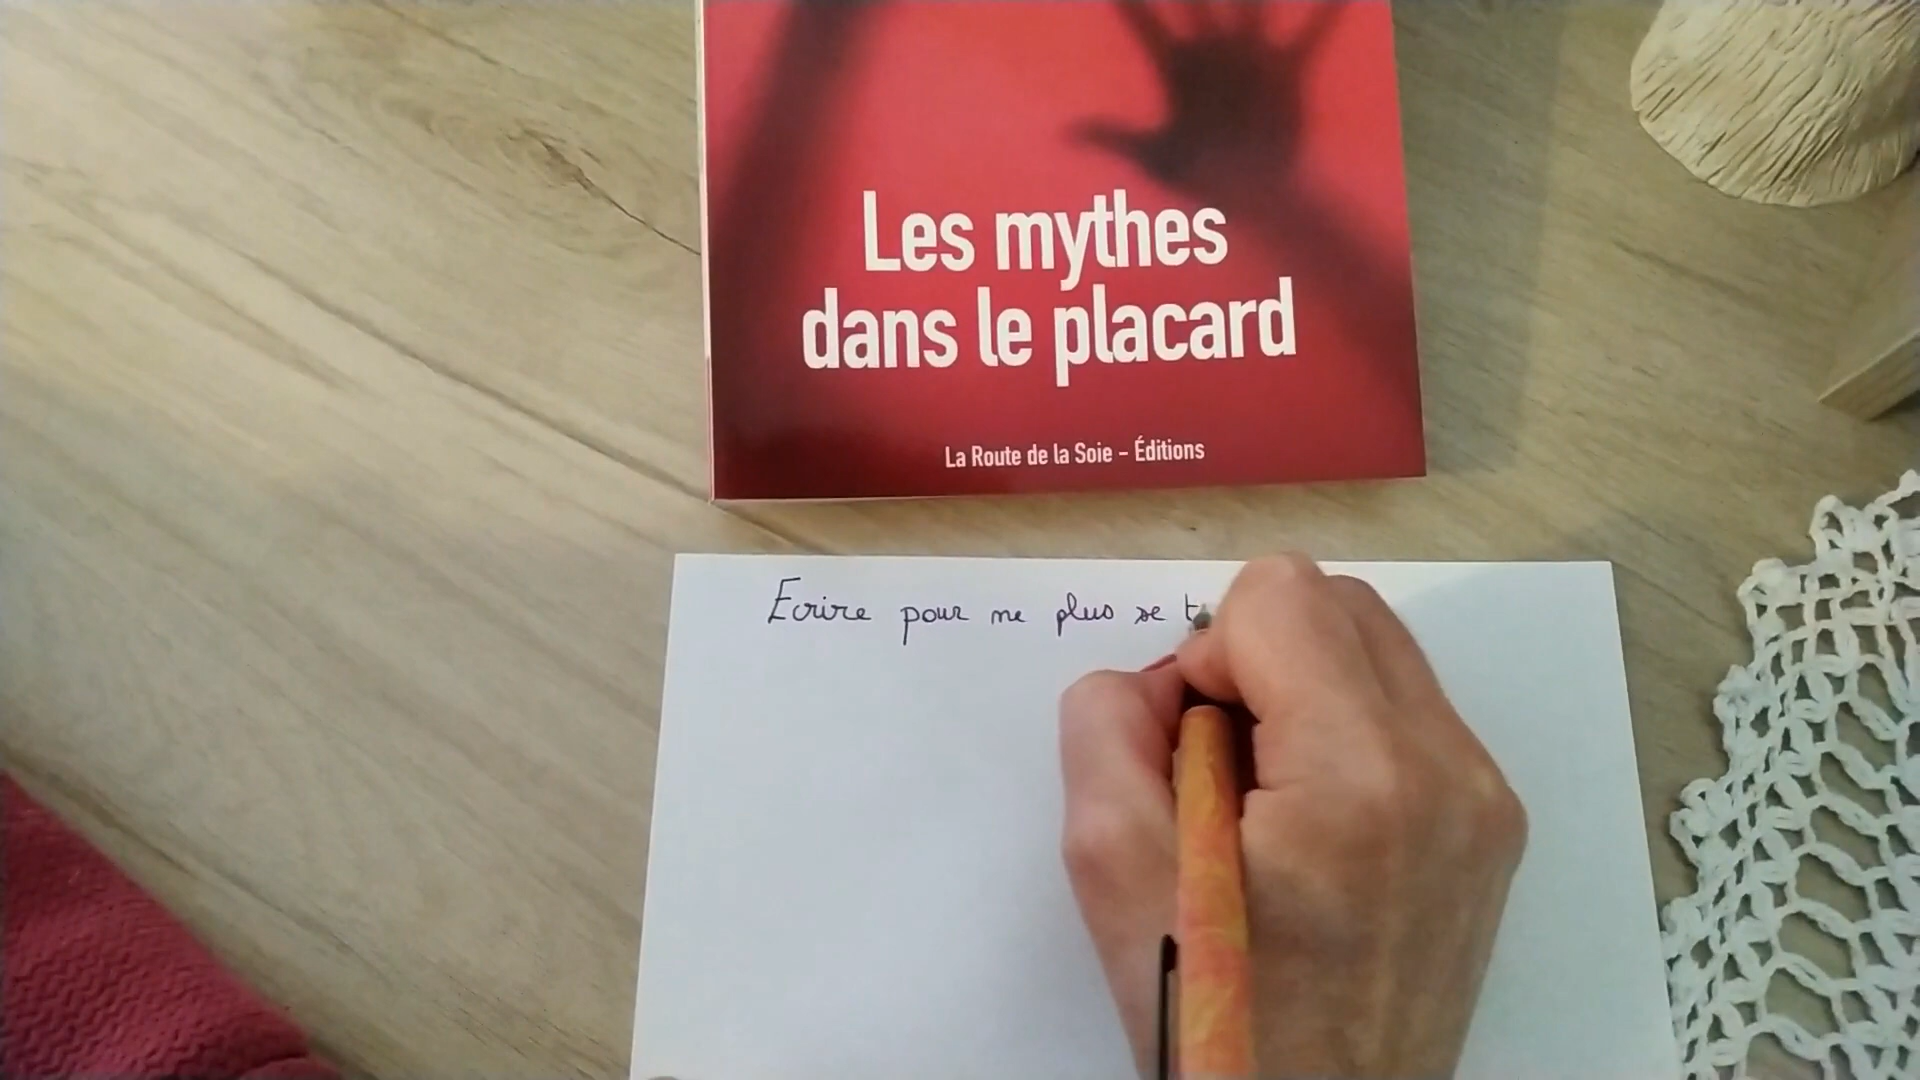 Les mythes
dans le placard
La Route de la Soie - Éditions
Ecrire pour ne plus se t